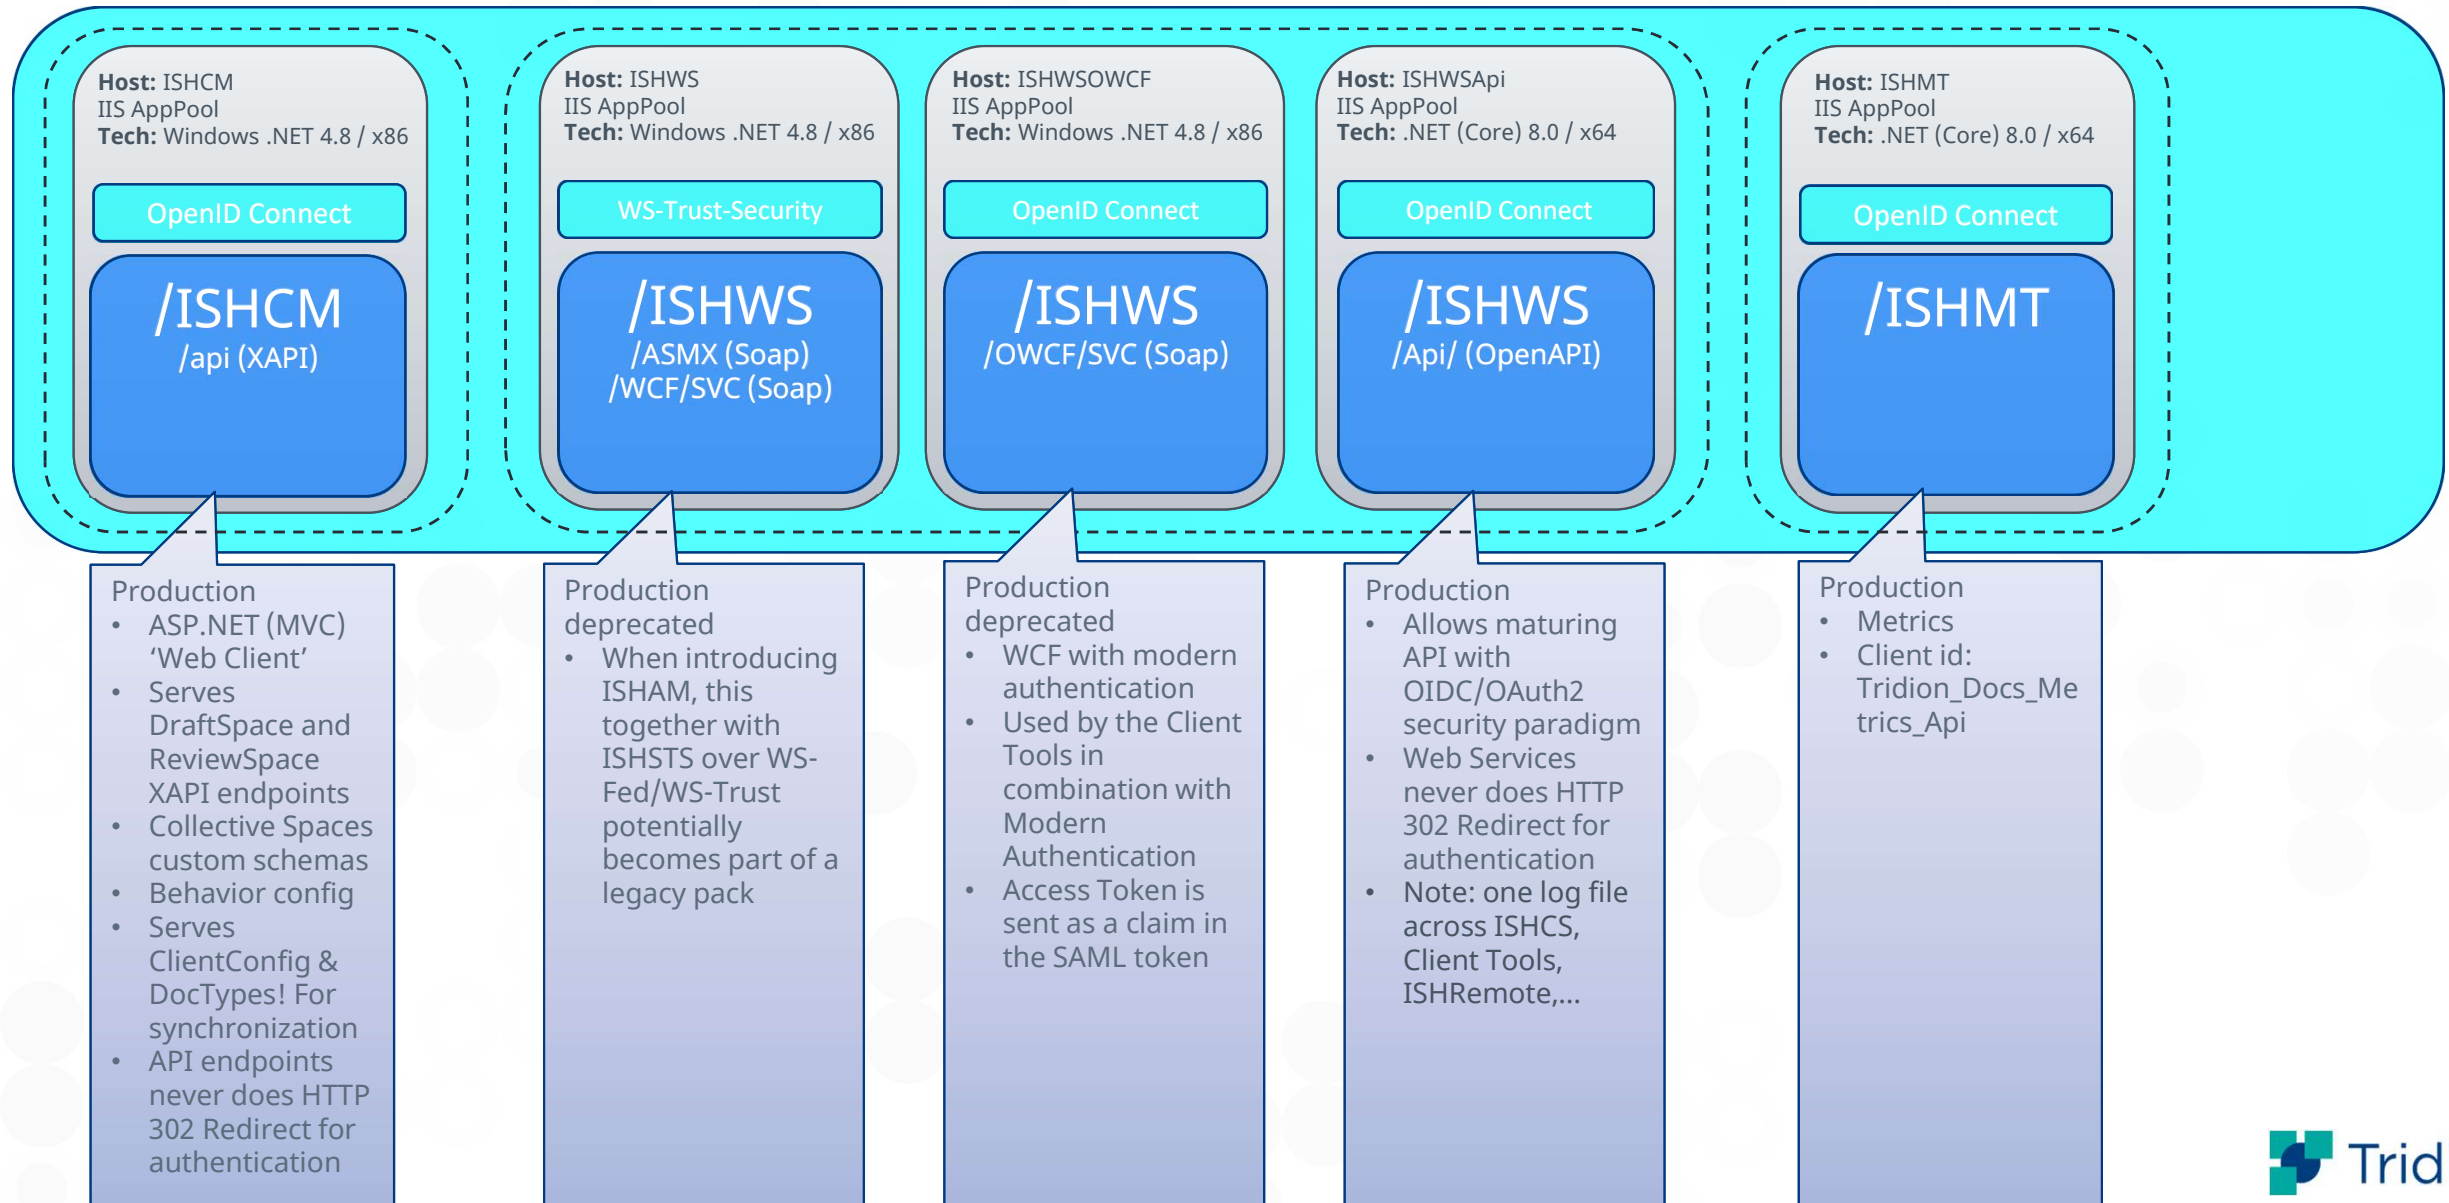 Host: ISHCM
IIS AppPool
Tech: Windows .NET 4.8 / x86
OpenID Connect
/ISHCM
/api (XAPI)
Host: ISHWS
IIS AppPool
Tech: Windows .NET 4.8 / x86
WS-Trust-Security
/ISHWS
/ASMX (Soap)
/WCF/SVC (Soap)
Host: ISHWSOWCF
IIS AppPool
Tech: Windows .NET 4.8 / x86
OpenID Connect
/ISHWS
/OWCF/SVC (Soap)
Host: ISHWSApi
IIS AppPool
Tech: .NET (Core) 8.0 / x64
OpenID Connect
/ISHWS
/Api/ (OpenAPI)
Host: ISHMT
IIS AppPool
Tech: .NET (Core) 8.0 / x64
OpenID Connect
/ISHMT
Production
• ASP.NET (MVC)
‘Web Client’
• Serves
DraftSpace and
ReviewSpace
XAPI endpoints
• Collective Spaces
custom schemas
• Behavior config
• Serves
ClientConfig &
DocTypes! For
synchronization
• API endpoints
never does HTTP
302 Redirect for
authentication
Production
deprecated
• When introducing
ISHAM, this
together with
ISHSTS over WS-
Fed/WS-Trust
potentially
becomes part of a
legacy pack
Production
deprecated
• WCF with modern
authentication
• Used by the Client
Tools in
combination with
Modern
Authentication
• Access Token is
sent as a claim in
the SAML token
Production
• Allows maturing
API with
OIDC/OAuth2
security paradigm
• Web Services
never does HTTP
302 Redirect for
authentication
• Note: one log file
across ISHCS,
Client Tools,
ISHRemote,...
Production
• Metrics
• Client id:
Tridion_Docs_Me
trics_Api
Trid